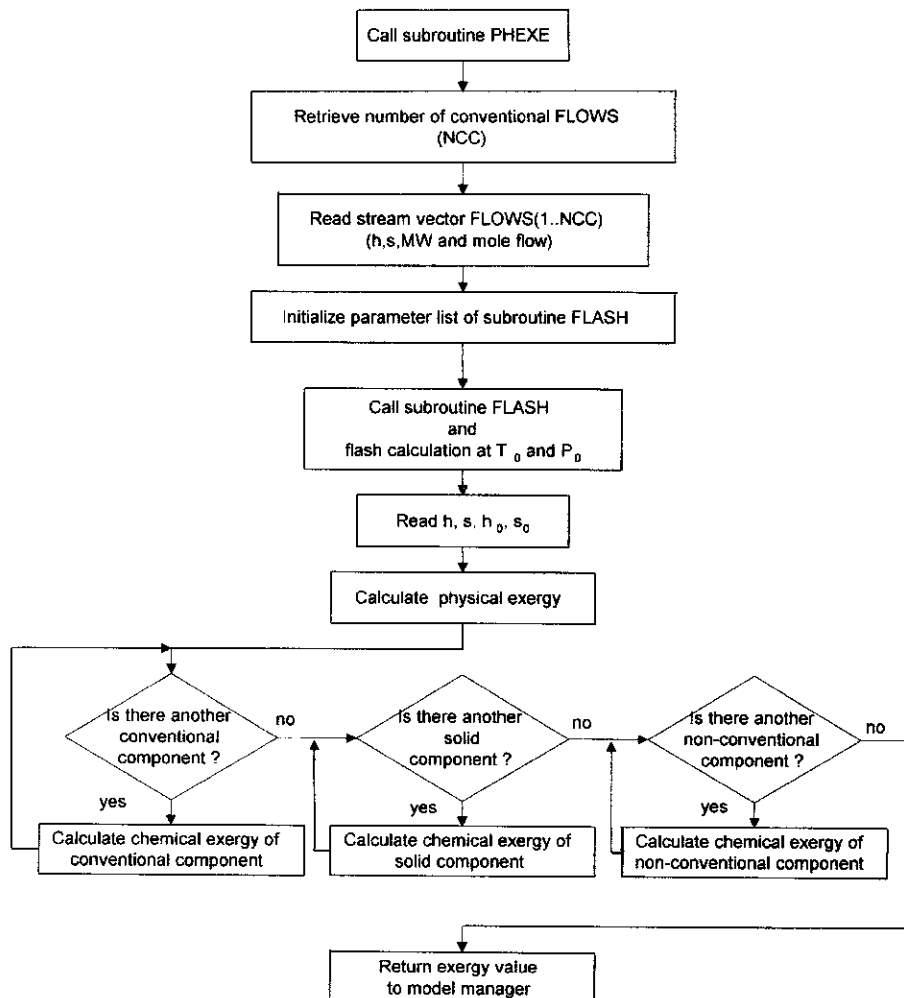 Call subroutine PHEXE
Retrieve number of conventional FLOWS
(NCC)
Read stream vector FLOWS(1..NCC)
(h,s,MW and mole flow)
Initialize parameter list of subroutine FLASH
Call subroutine FLASH
and
flash calculation at T₀ and P₀
Read h, s, h₀, s₀
Calculate physical exergy
Is there another
conventional
component ?
no
yes
Calculate chemical exergy of
conventional component
Is there another
solid
component ?
no
yes
Calculate chemical exergy of
solid component
Is there another
non-conventional
component ?
no
yes
Calculate chemical exergy of
non-conventional component
Return exergy value
to model manager